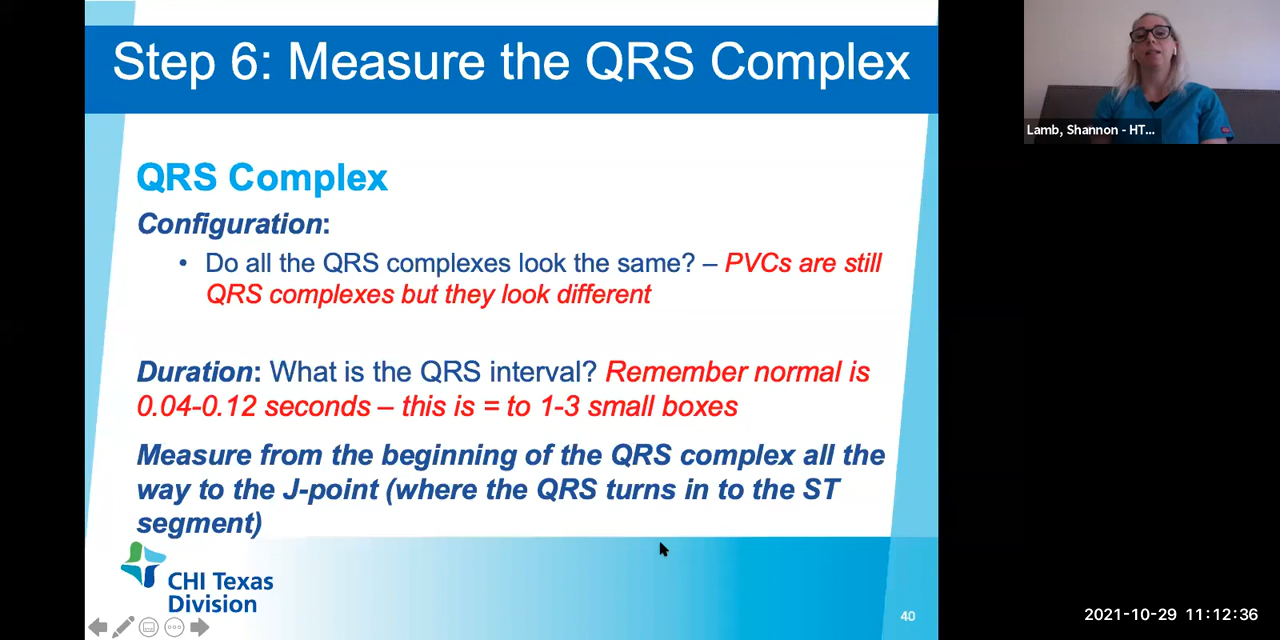 Step 6: Measure the QRS Complex
Lamb, Shannon - HT...
QRS Complex
Configuration:
• Do all the QRS complexes look the same? – PVCs are still
QRS complexes but they look different
Duration: What is the QRS interval? Remember normal is
0.04-0.12 seconds – this is = to 1-3 small boxes
Measure from the beginning of the QRS complex all the
way to the J-point (where the QRS turns in to the ST
segment)
CHI Texas
Division
40
2021-10-29 11:12:36